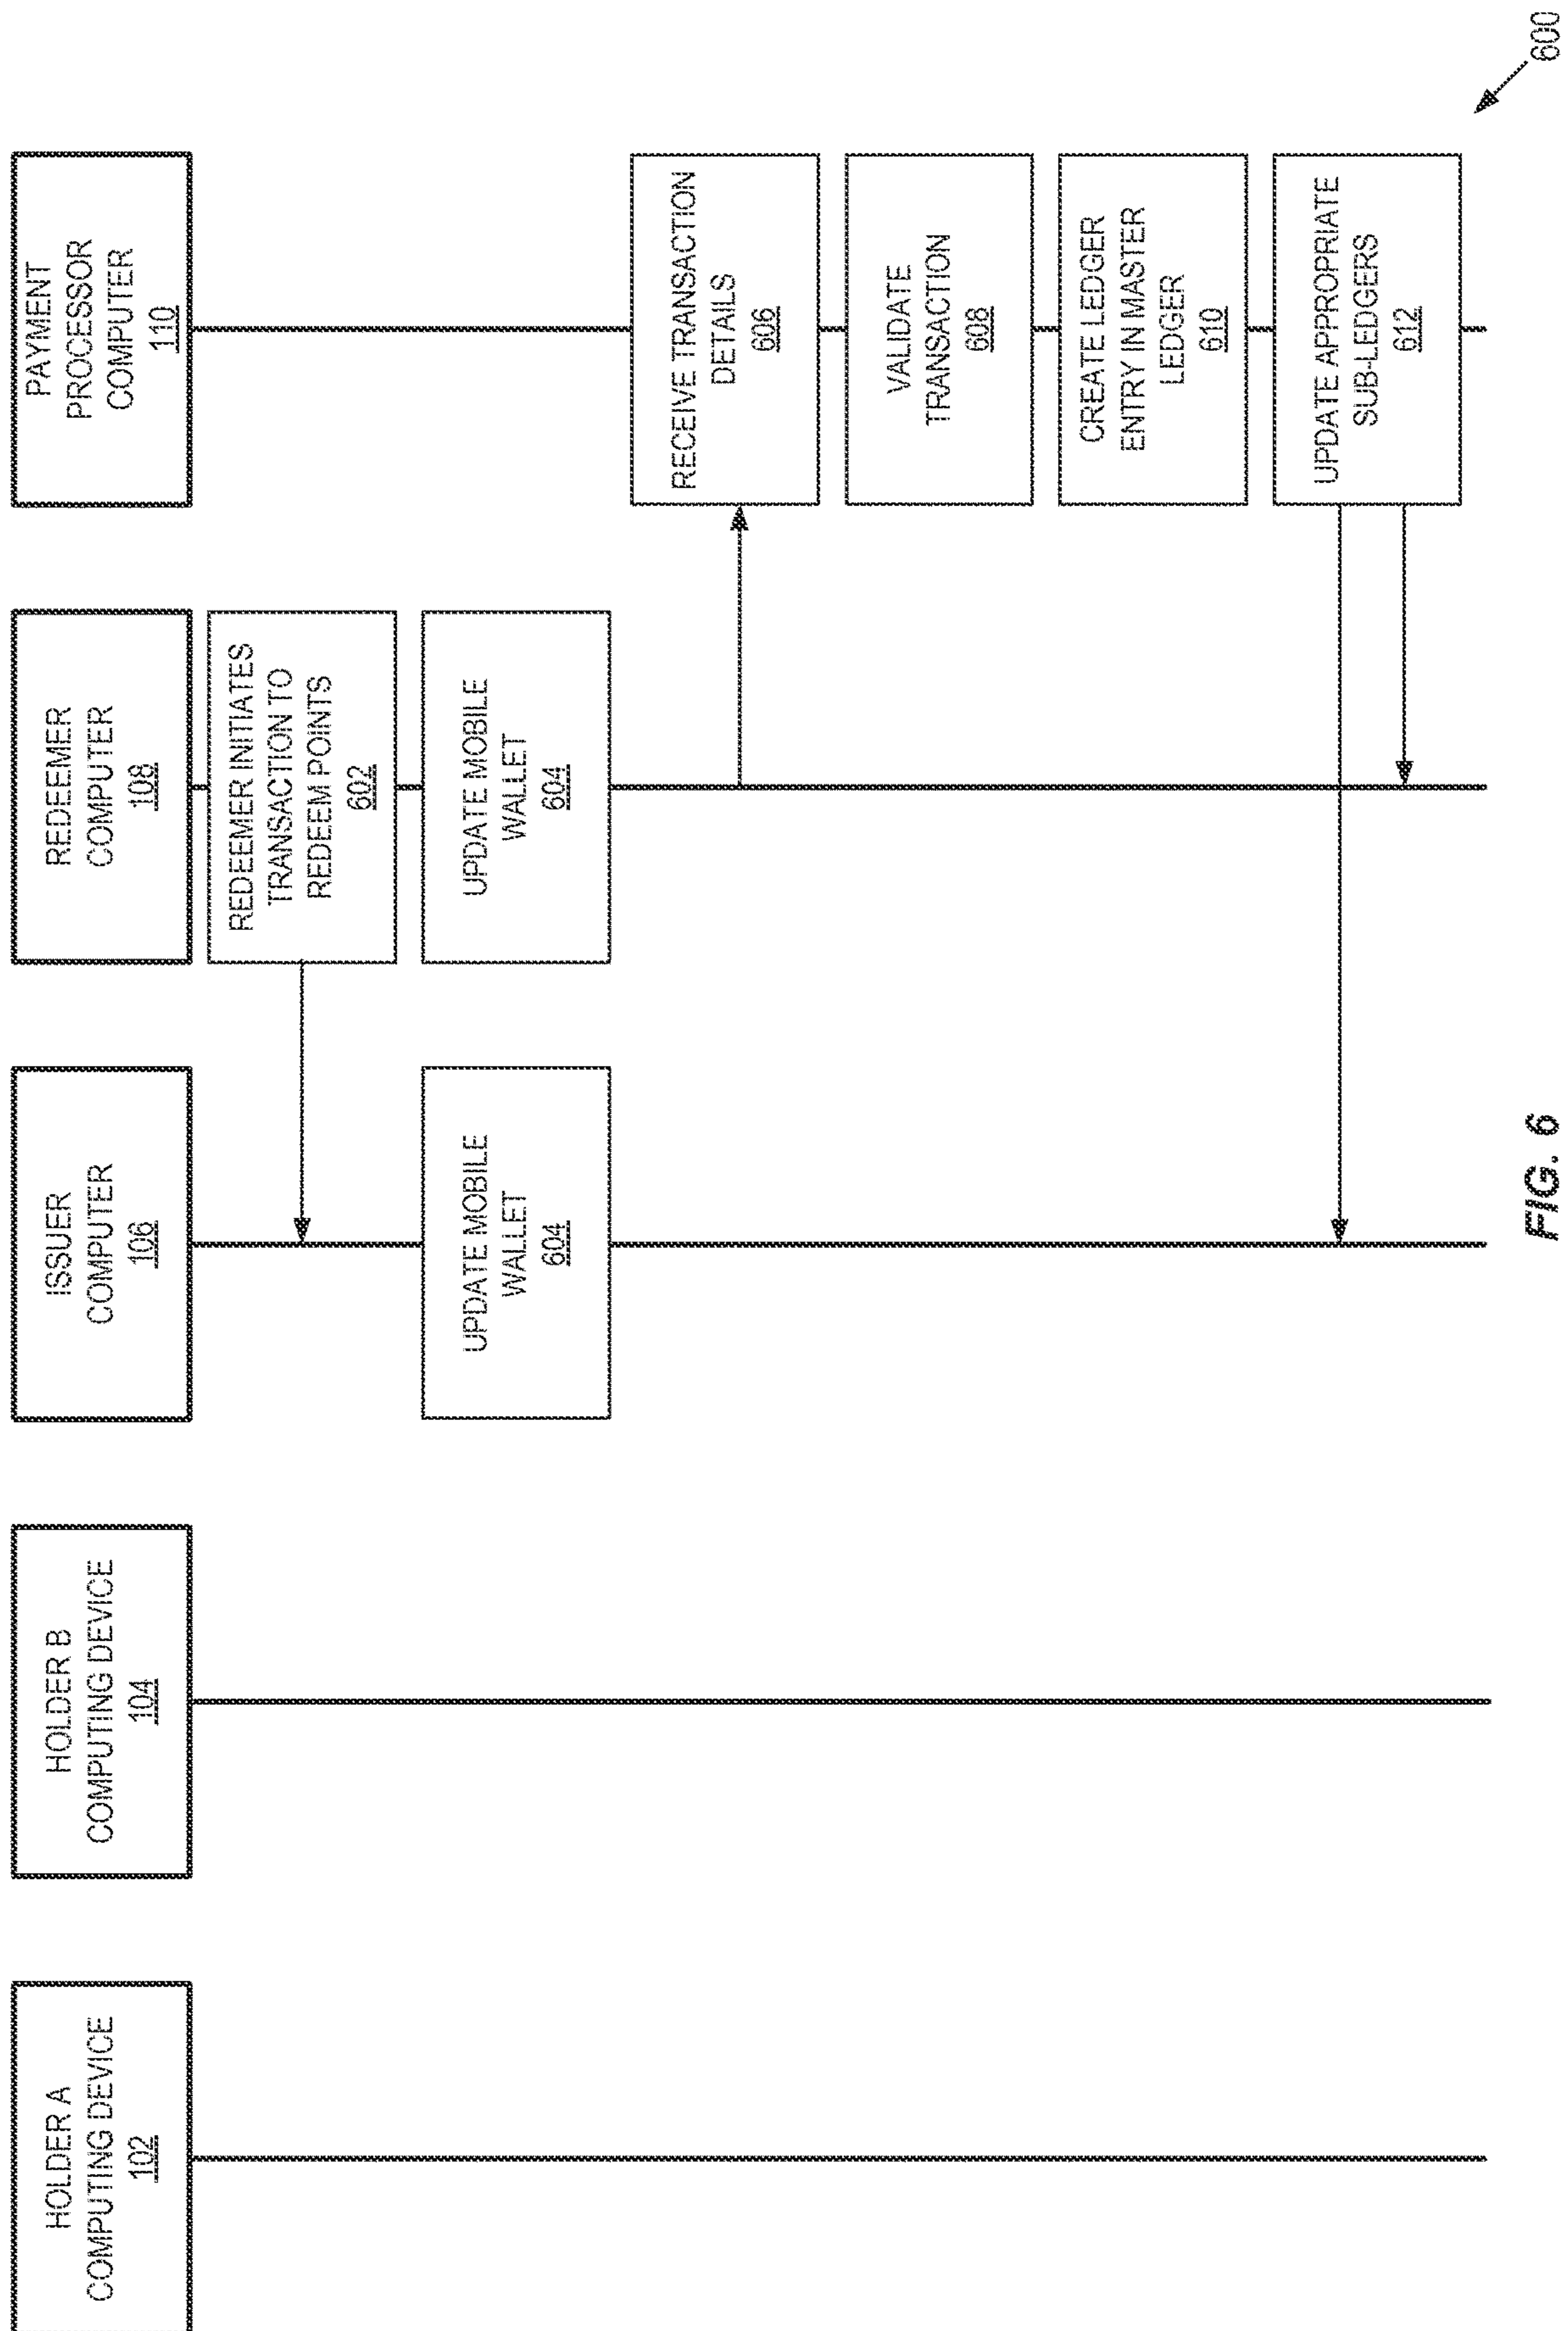 HOLDER A
COMPUTING DEVICE
102
HOLDER B
COMPUTING DEVICE
104
ISSUER
COMPUTER
106
REDEEMER
COMPUTER
108
PAYMENT
PROCESSOR
COMPUTER
110
REDEEMER INITIATES
TRANSACTION TO
REDEEM POINTS
602
UPDATE MOBILE
WALLET
604
UPDATE MOBILE
WALLET
604
RECEIVE TRANSACTION
DETAILS
606
VALIDATE
TRANSACTION
608
CREATE LEDGER
ENTRY IN MASTER
LEDGER
610
UPDATE APPROPRIATE
SUB-LEDGERS
612
600
FIG. 6